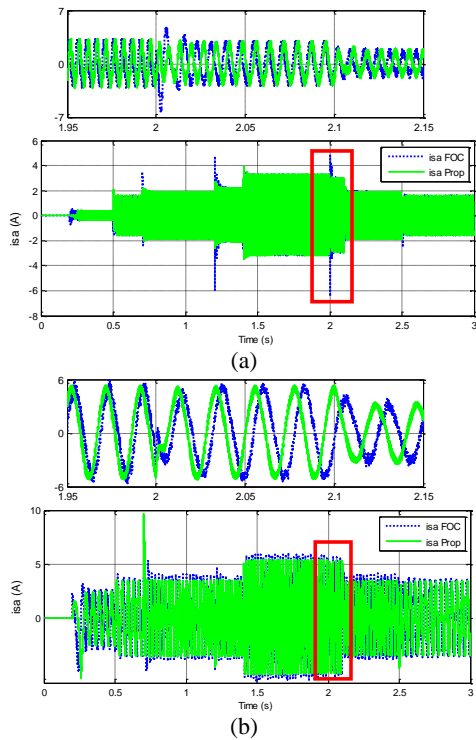 7
0
-7
1.95 2 2.05 2.1 2.15
6
4
2
0
-2
-4
-6
-8
isa (A)
isa FOC
isa Prop
0 0.5 1 1.5 2 2.5 3
Time (s)
(a)
6
0
-6
1.95 2 2.05 2.1 2.15
10
5
0
isa (A)
isa FOC
isa Prop
0 0.5 1 1.5 2 2.5 3
Time (s)
(b)